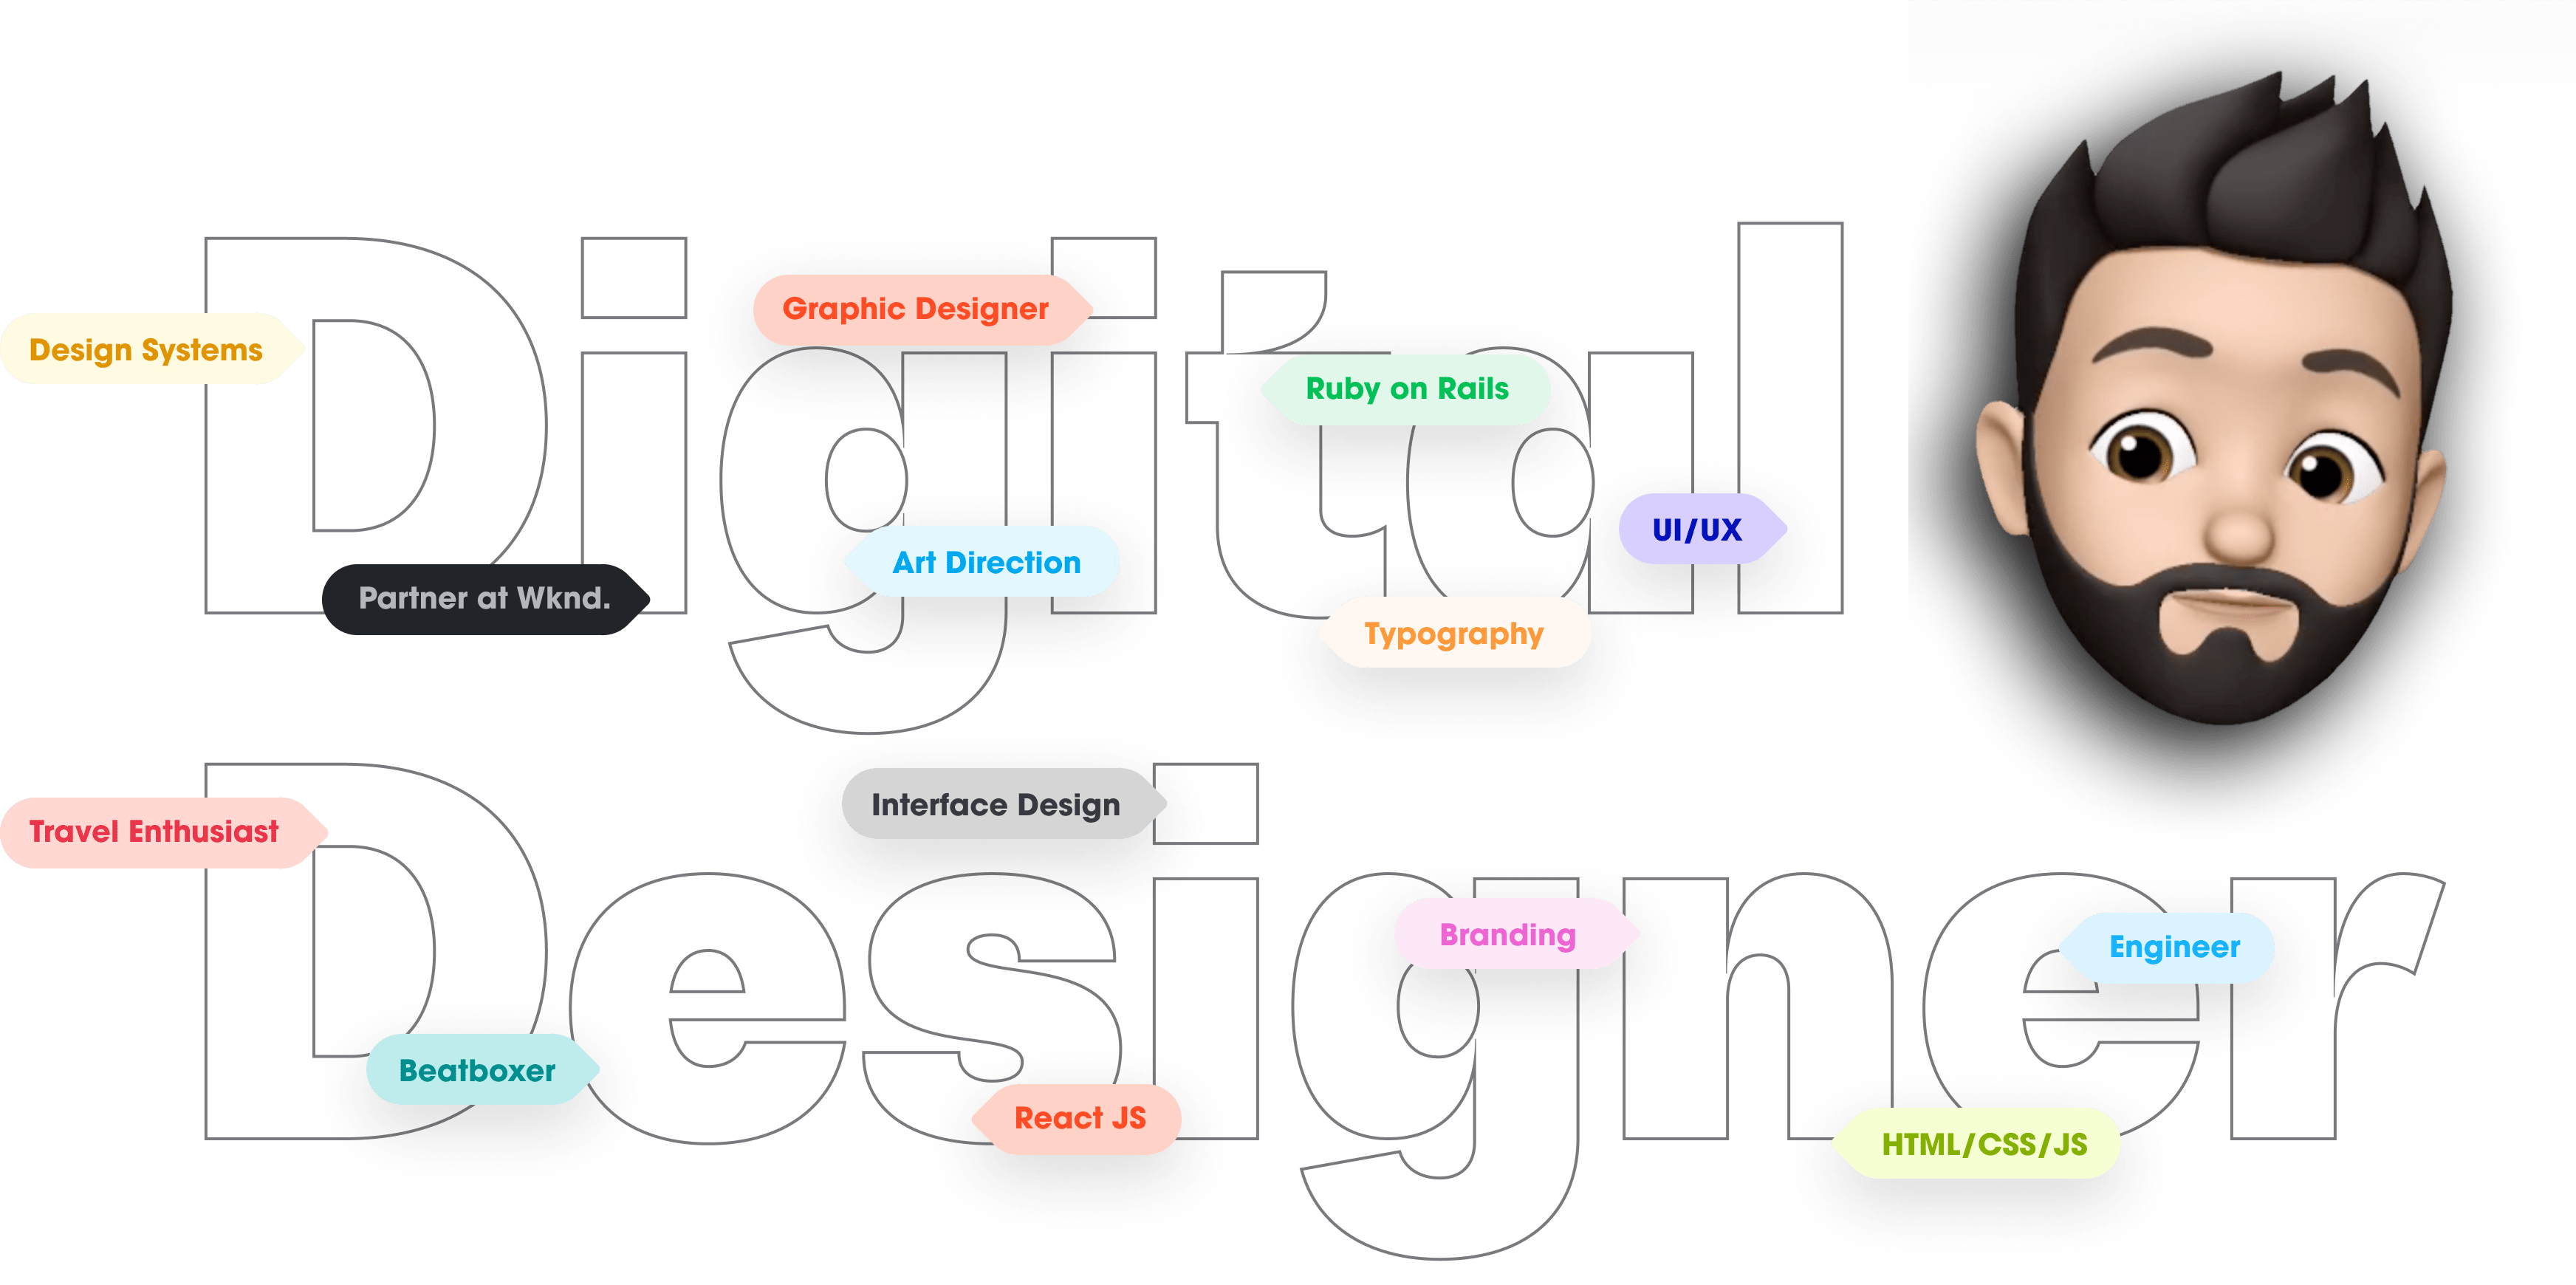 Digital
Graphic Designer
Design Systems
Ruby on Rails
UI/UX
Art Direction
Partner at Wknd.
Typography
Designer
Interface Design
Travel Enthusiast
Branding
Engineer
Beatboxer
React JS
HTML/CSS/JS